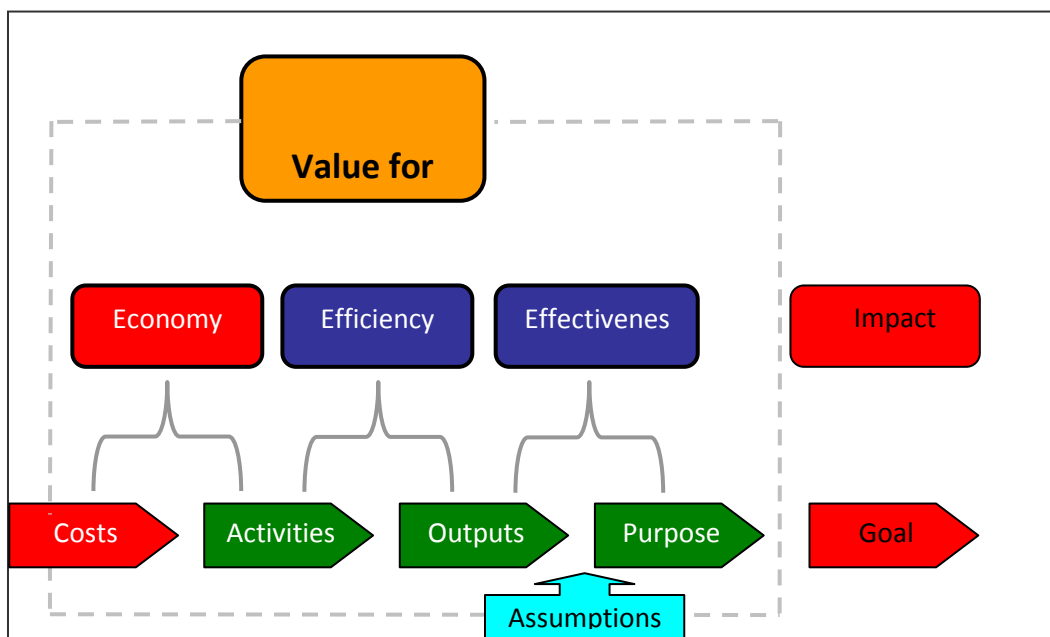 Value for
Economy
Efficiency
Effectivenes
Impact
Costs
Activities
Outputs
Purpose
Goal
Assumptions